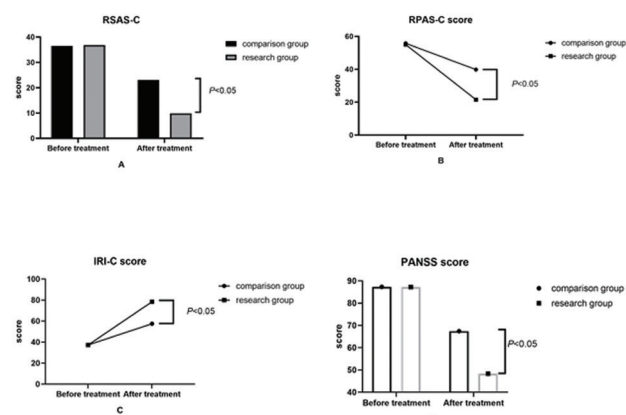 RSAS-C
40
30
20
10
0
score
comparison group
research group
P<0.05
Before treatment
After treatment
A
RPAS-C score
60
40
20
0
score
comparison group
research group
P<0.05
Before treatment
After treatment
B
IRI-C score
100
80
60
40
20
0
score
comparison group
research group
P<0.05
Before treatment
After treatment
C
PANSS score
90
80
70
60
50
40
score
comparison group
research group
P<0.05
Before treatment
After treatment